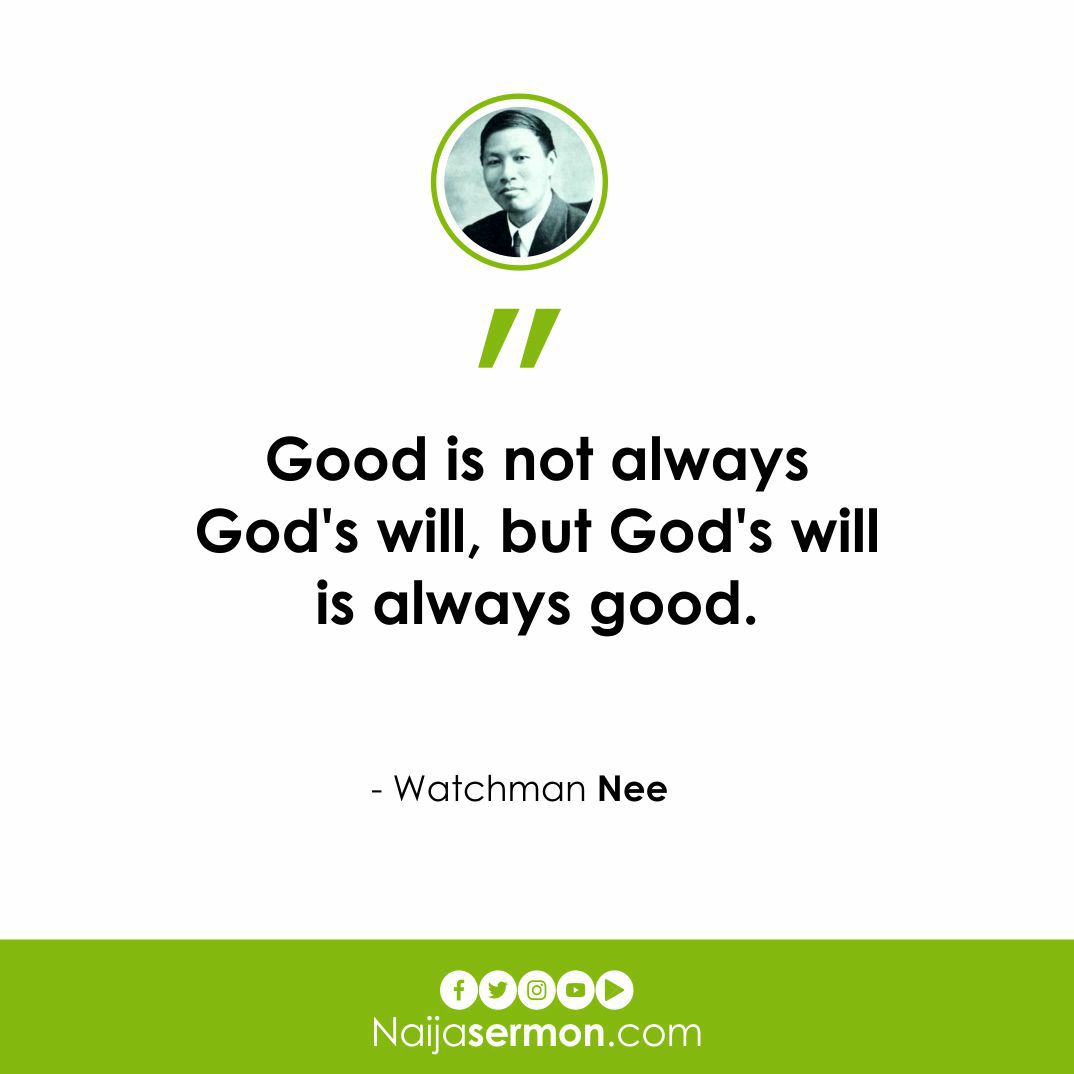 "
Good is not always
God's will, but God's will
is always good.
- Watchman Nee
Naijasermon.com